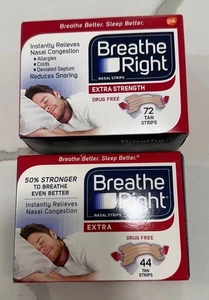 Breathe Better. Sleep Better.
gsk
Instantly Relieves
Nasal Congestion
• Allergies
• Colds
• Deviated Septum
Reduces Snoring
Breathe
Right
NASAL STRIPS
EXTRA STRENGTH
DRUG FREE
72
TAN
STRIPS
Breathe Better. Sleep Better.®
50% STRONGER
TO BREATHE
EVEN BETTER
Instantly Relieves
Nasal Congestion
Breathe
Right
NASAL STRIPS
EXTRA
DRUG FREE
44
TAN
STRIPS